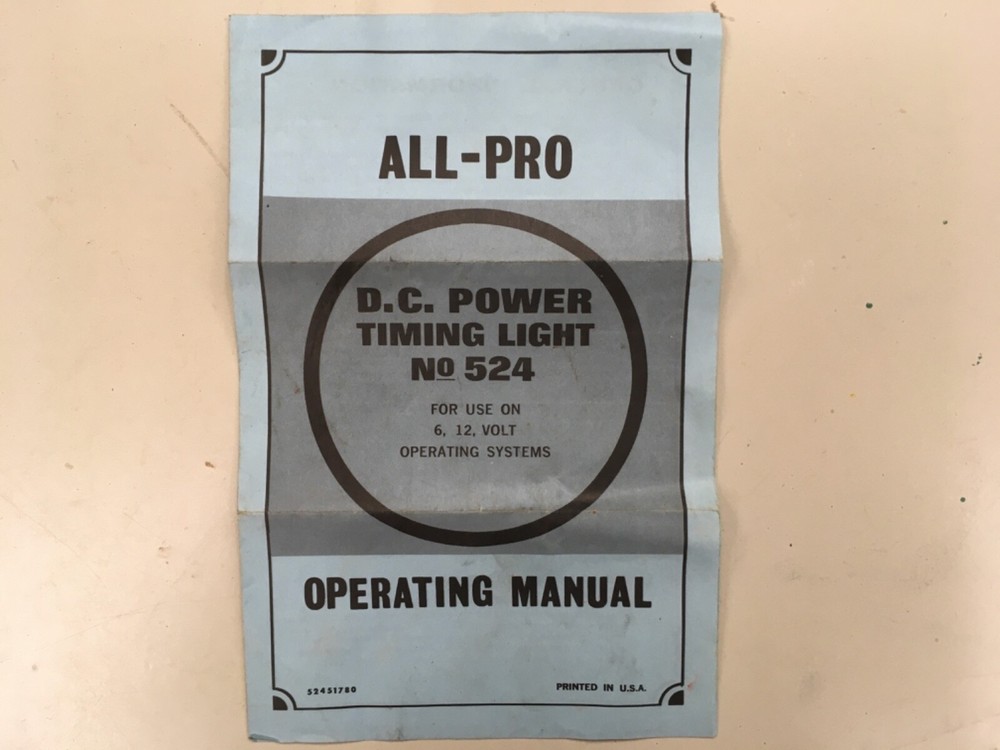 ALL-PRO
D.C. POWER
TIMING LIGHT
No 524
FOR USE ON
6, 12, VOLT
OPERATING SYSTEMS
OPERATING MANUAL
52451780
PRINTED IN U.S.A.